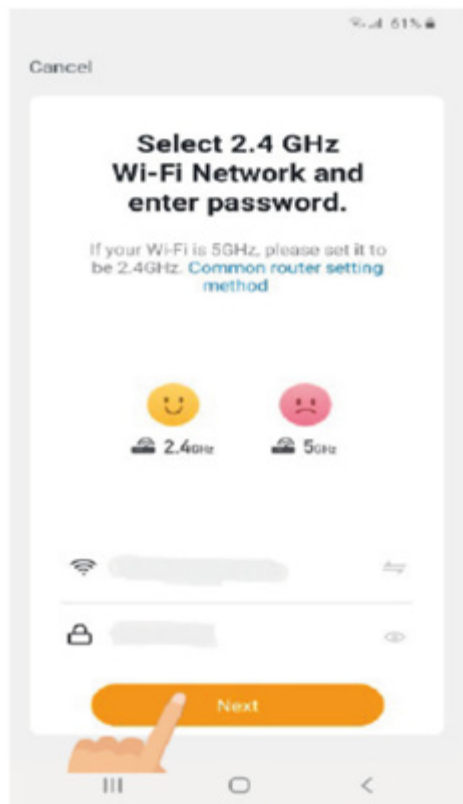 61%
Cancel
Select 2.4 GHz
Wi-Fi Network and
enter password.
If your Wi-Fi is 5GHz, please set it to
be 2.4GHz. Common router setting
method
2.4GHz 5GHz
Next